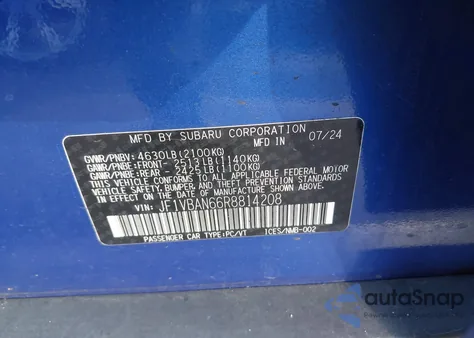 MFD BY SUBARU CORPORATION 07/24
GVWR/PNBV: 4630LB(2100KG)
GAWR/PNBE:FRONT- 2513LB(1140KG)
GAWR/PNBE:REAR - 2425LB(1100KG)
THIS VEHICLE CONFORMS TO ALL APPLICABLE FEDERAL MOTOR
VEHICLE SAFETY, BUMPER AND THEFT PREVENTION STANDARDS
IN EFFECT ON THE DATE OF MANUFACTURE SHOWN ABOVE.
VIN: JF1VBAN66R8814208
PASSENGER CAR TYPE:PC/VT ICES/NMB-002
autoSnap